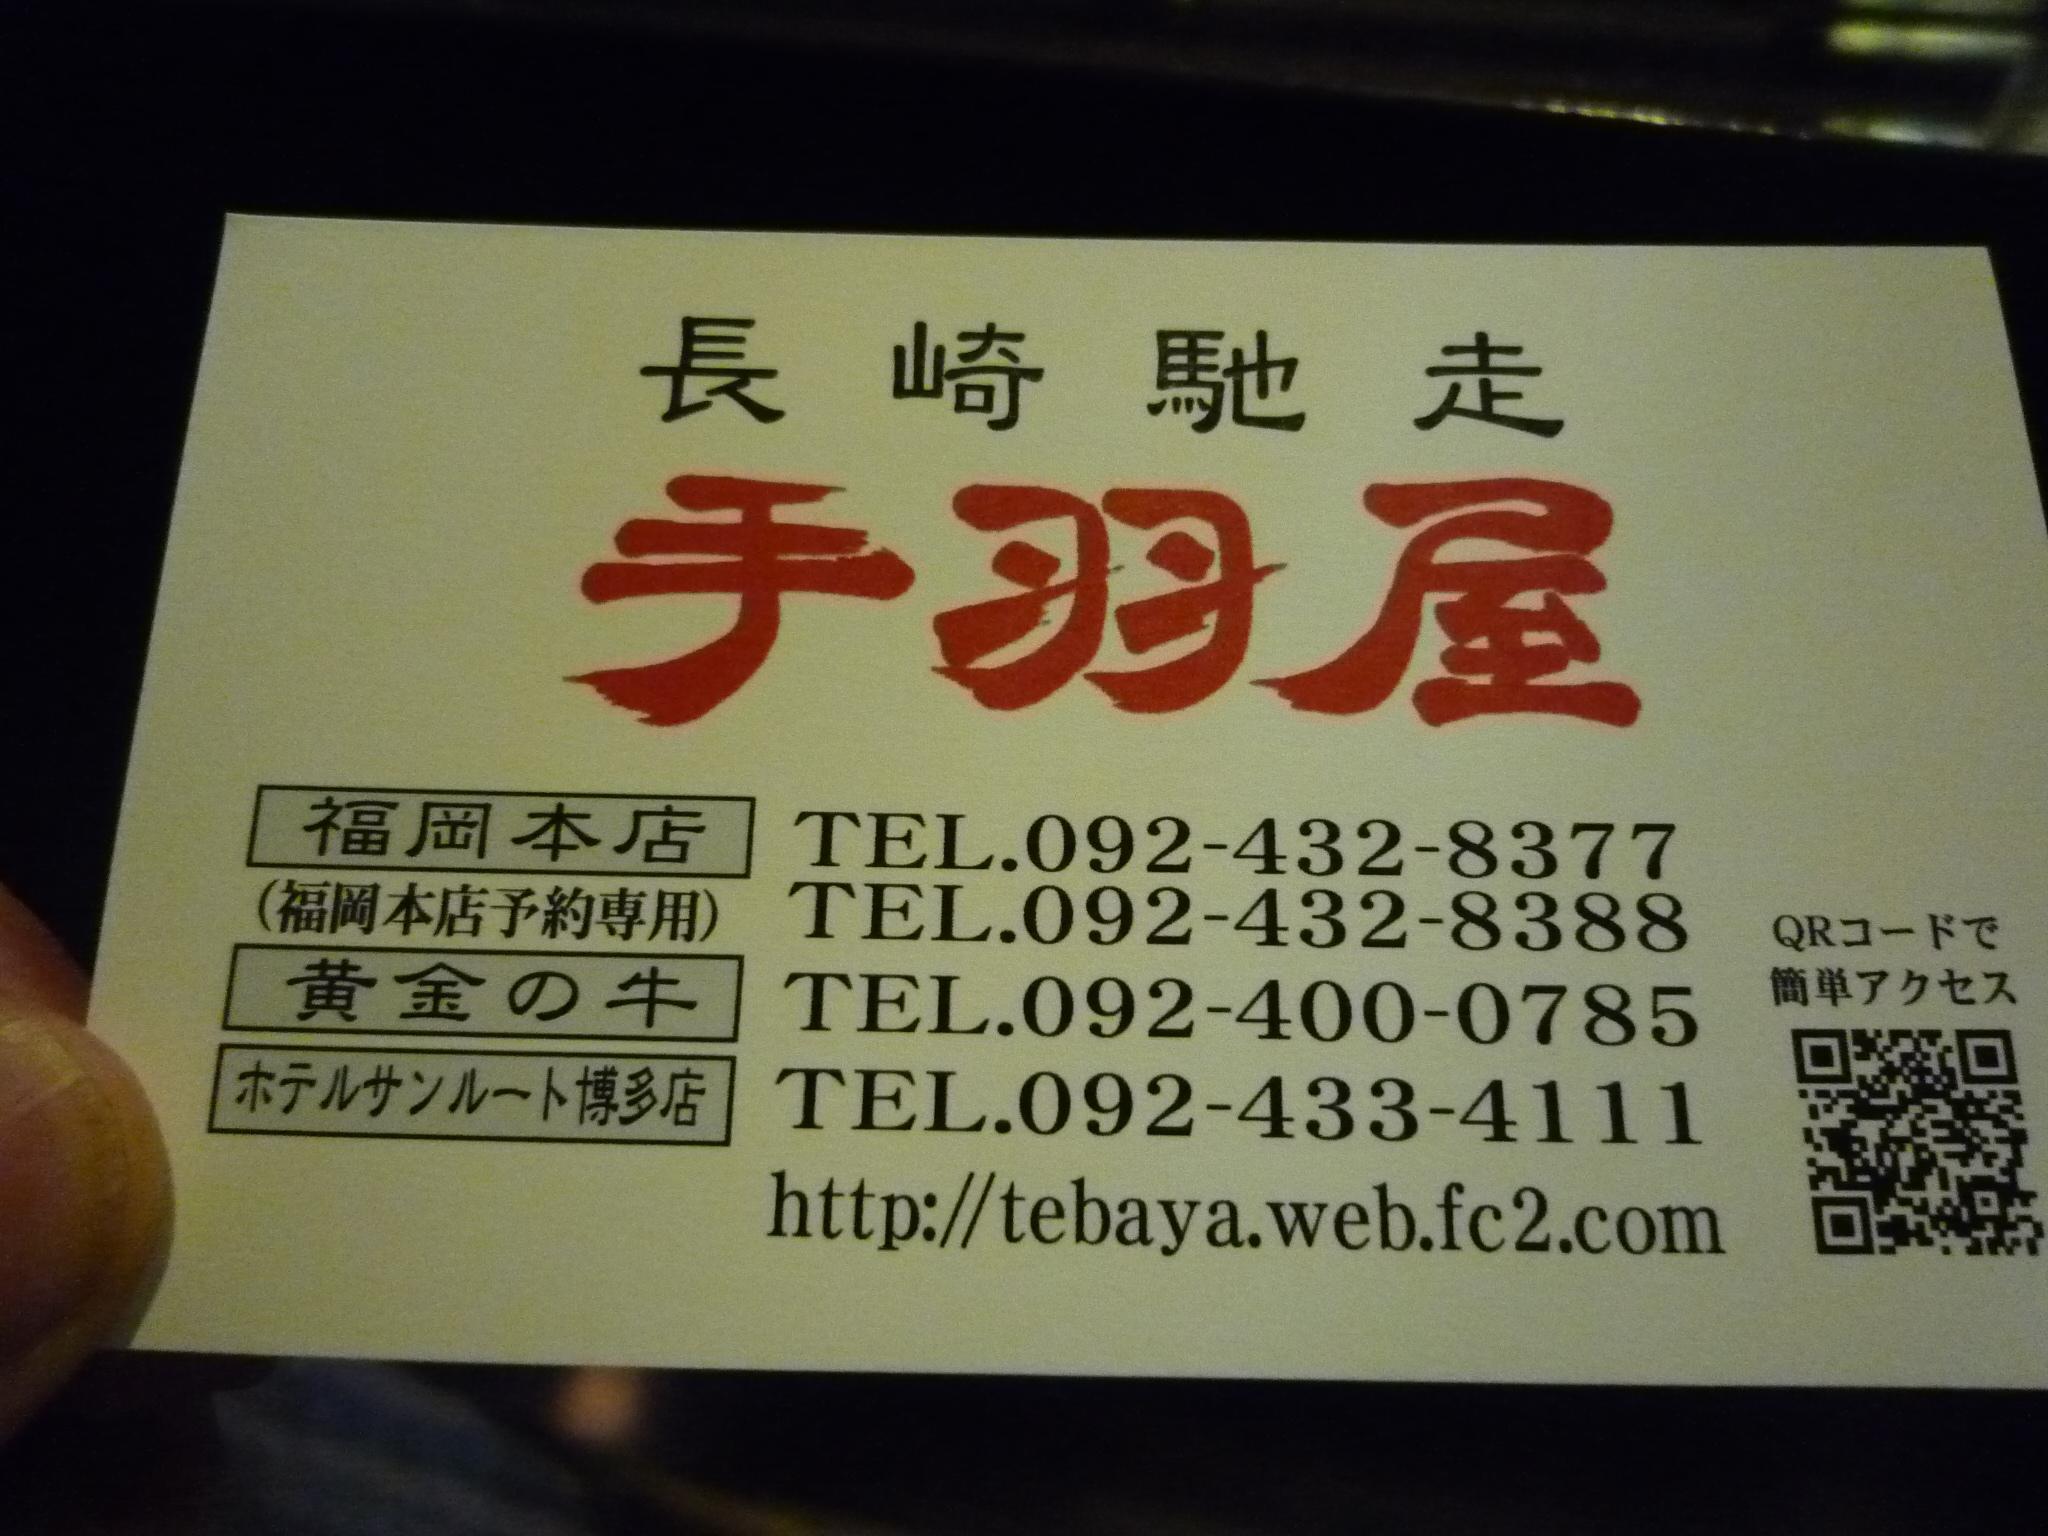 長崎馳走
手羽屋
福岡本店 TEL.092-432-8377
(福岡本店予約専用) TEL.092-432-8388
黄金の牛 TEL.092-400-0785
ホテルサンルート博多店 TEL.092-433-4111
http://tebaya.web.fc2.com
QRコードで
簡単アクセス